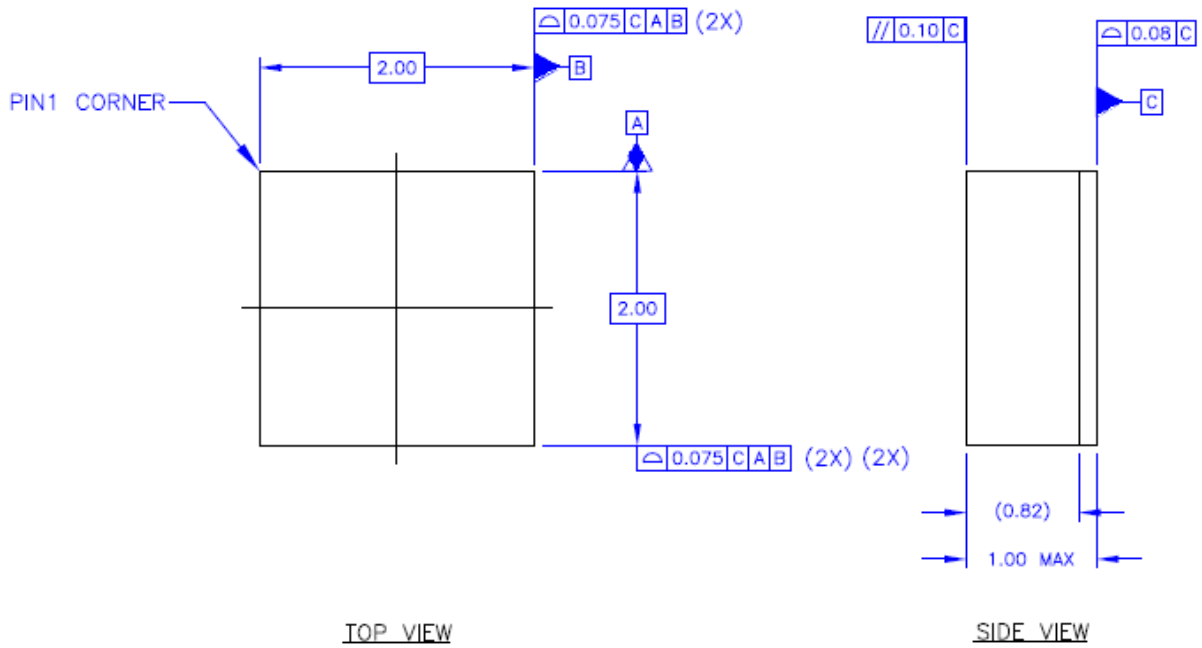 ⌓ 0.075 C A B (2X)
// 0.10 C
⌓ 0.08 C
2.00
B
PIN1 CORNER
C
A
2.00
⌓ 0.075 C A B (2X) (2X)
(0.82)
1.00 MAX
TOP VIEW
SIDE VIEW